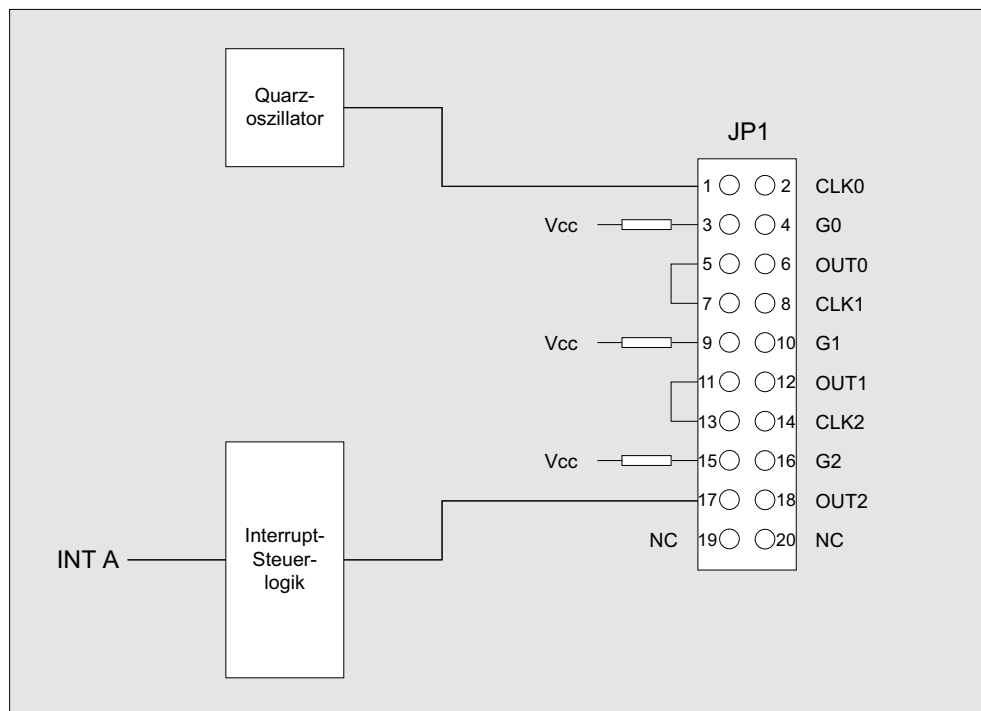 Quarz-
oszillator
JP1
1 2 CLK0
Vcc 3 4 G0
5 6 OUT0
7 8 CLK1
Vcc 9 10 G1
11 12 OUT1
13 14 CLK2
Vcc 15 16 G2
17 18 OUT2
NC 19 20 NC
INT A
Interrupt-
Steuer-
logik